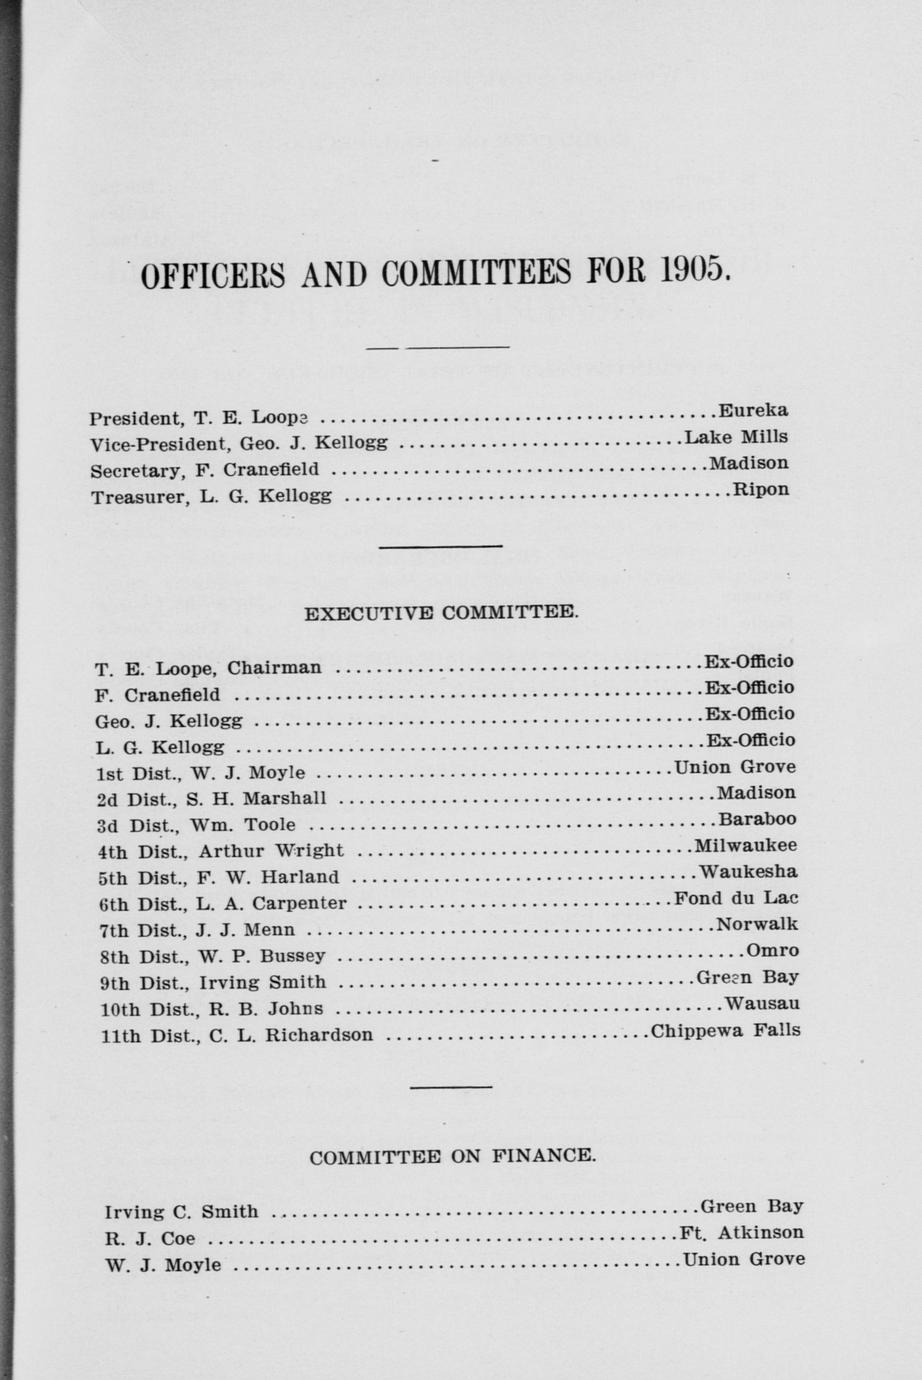 OFFICERS AND COMMITTEES FOR 1905.
President, T. E. Loope ........................................Eureka
Vice-President, Geo. J. Kellogg ............................Lake Mills
Secretary, F. Cranefield .....................................Madison
Treasurer, L. G. Kellogg ......................................Ripon
EXECUTIVE COMMITTEE.
T. E. Loope, Chairman ....................................Ex-Officio
F. Cranefield ..............................................Ex-Officio
Geo. J. Kellogg ............................................Ex-Officio
L. G. Kellogg ..............................................Ex-Officio
1st Dist., W. J. Moyle ...................................Union Grove
2d Dist., S. H. Marshall .....................................Madison
3d Dist., Wm. Toole ........................................Baraboo
4th Dist., Arthur Wright .................................Milwaukee
5th Dist., F. W. Harland ..................................Waukesha
6th Dist., L. A. Carpenter ...............................Fond du Lac
7th Dist., J. J. Menn ........................................Norwalk
8th Dist., W. P. Bussey ........................................Omro
9th Dist., Irving Smith ...................................Green Bay
10th Dist., R. B. Johns ......................................Wausau
11th Dist., C. L. Richardson ..........................Chippewa Falls
COMMITTEE ON FINANCE.
Irving C. Smith ..........................................Green Bay
R. J. Coe ..............................................Ft. Atkinson
W. J. Moyle ............................................Union Grove